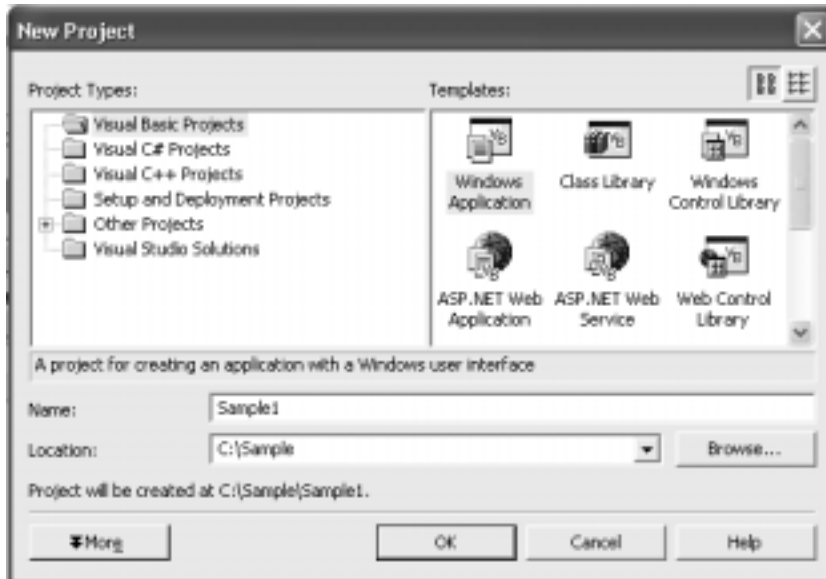 New Project
Project Types:
Templates:
Visual Basic Projects
Visual C# Projects
Visual C++ Projects
Setup and Deployment Projects
Other Projects
Visual Studio Solutions
Windows Application
Class Library
Windows Control Library
ASP.NET Web Application
ASP.NET Web Service
Web Control Library
A project for creating an application with a Windows user interface
Name:
Sample1
Location:
C:\Sample
Browse...
Project will be created at C:\Sample\Sample1.
More
OK
Cancel
Help